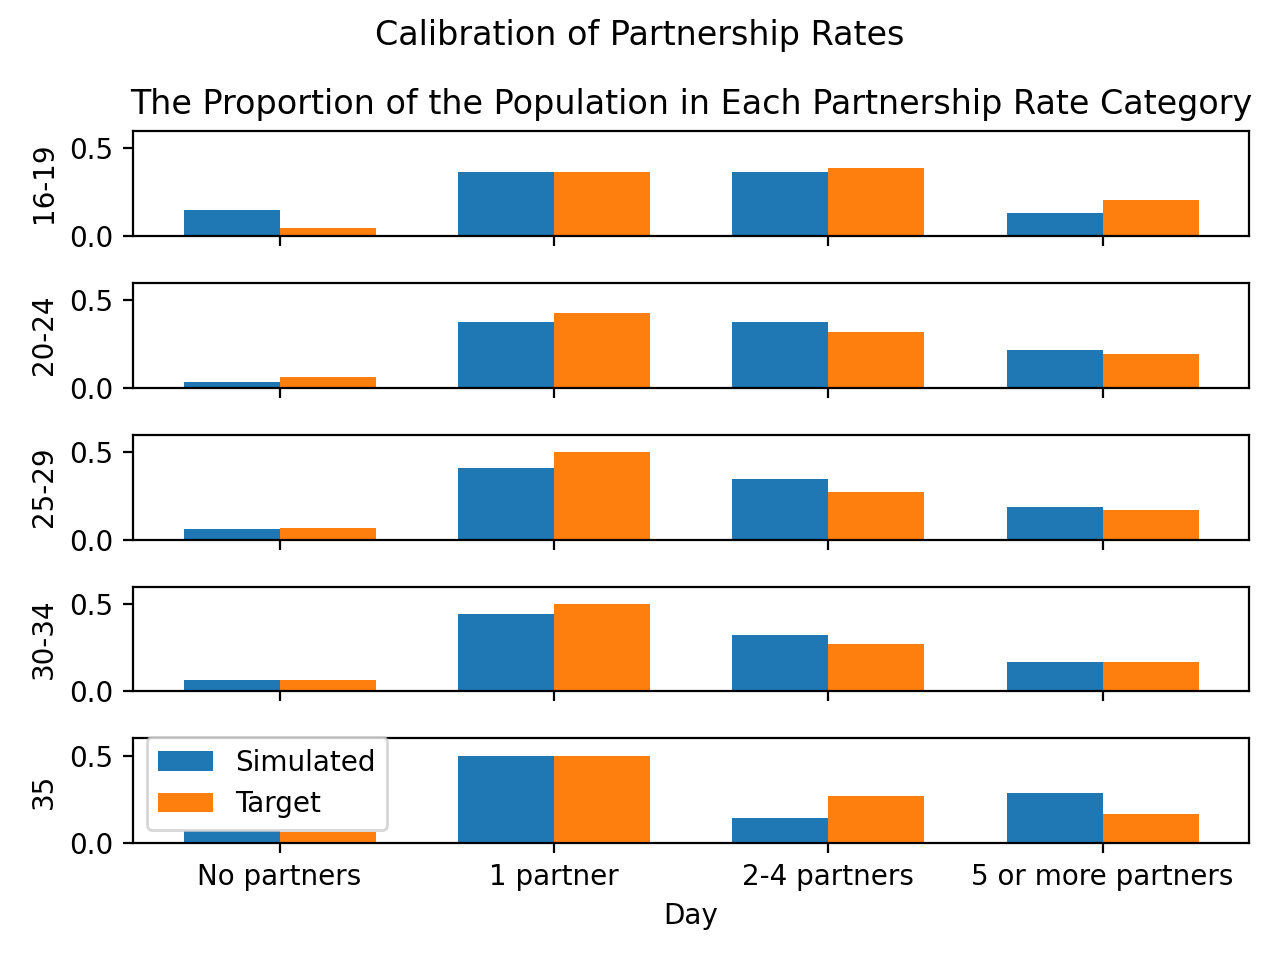 Calibration of Partnership Rates
The Proportion of the Population in Each Partnership Rate Category
0.5
0.0
16-19
0.5
0.0
20-24
0.5
0.0
25-29
0.5
0.0
30-34
0.5
0.0
35
Simulated
Target
No partners
1 partner
2-4 partners
5 or more partners
Day